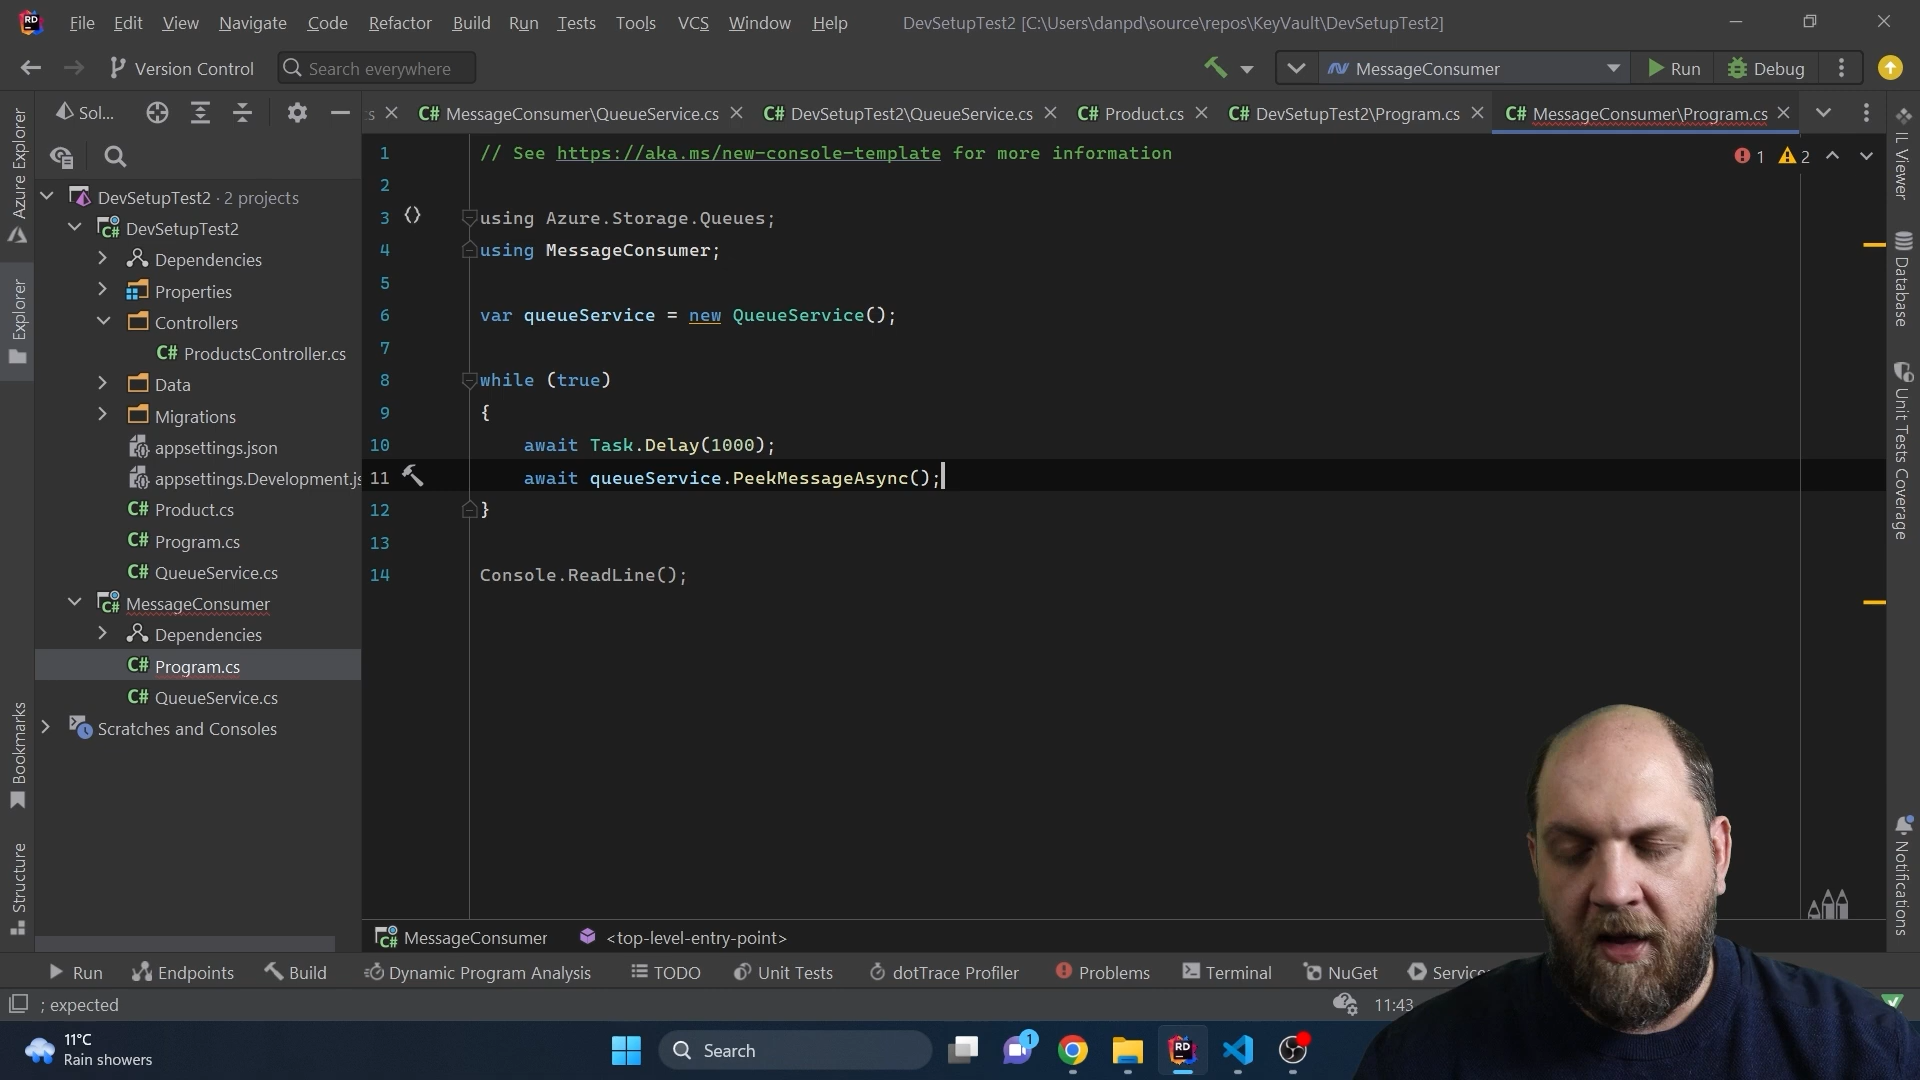 File Edit View Navigate Code Refactor Build Run Tests Tools VCS Window Help DevSetupTest2 [C:\Users\danpd\source\repos\KeyVault\DevSetupTest2]
Version Control Search everywhere MessageConsumer Run Debug
Sol...
cs MessageConsumer\QueueService.cs DevSetupTest2\QueueService.cs Product.cs DevSetupTest2\Program.cs MessageConsumer\Program.cs
Azure Explorer
Explorer
Bookmarks
Structure
DevSetupTest2 · 2 projects
DevSetupTest2
Dependencies
Properties
Controllers
ProductsController.cs
Data
Migrations
appsettings.json
appsettings.Development.js
Product.cs
Program.cs
QueueService.cs
MessageConsumer
Dependencies
Program.cs
QueueService.cs
Scratches and Consoles
1 // See https://aka.ms/new-console-template for more information
1 2
2
3 using Azure.Storage.Queues;
4 using MessageConsumer;
5
6 var queueService = new QueueService();
7
8 while (true)
9 {
10 await Task.Delay(1000);
11 await queueService.PeekMessageAsync();
12 }
13
14 Console.ReadLine();
IL Viewer
Database
Unit Tests Coverage
Notifications
MessageConsumer <top-level-entry-point>
Run Endpoints Build Dynamic Program Analysis TODO Unit Tests dotTrace Profiler Problems Terminal NuGet Service
; expected 11:43
11°C
Rain showers
Search
1